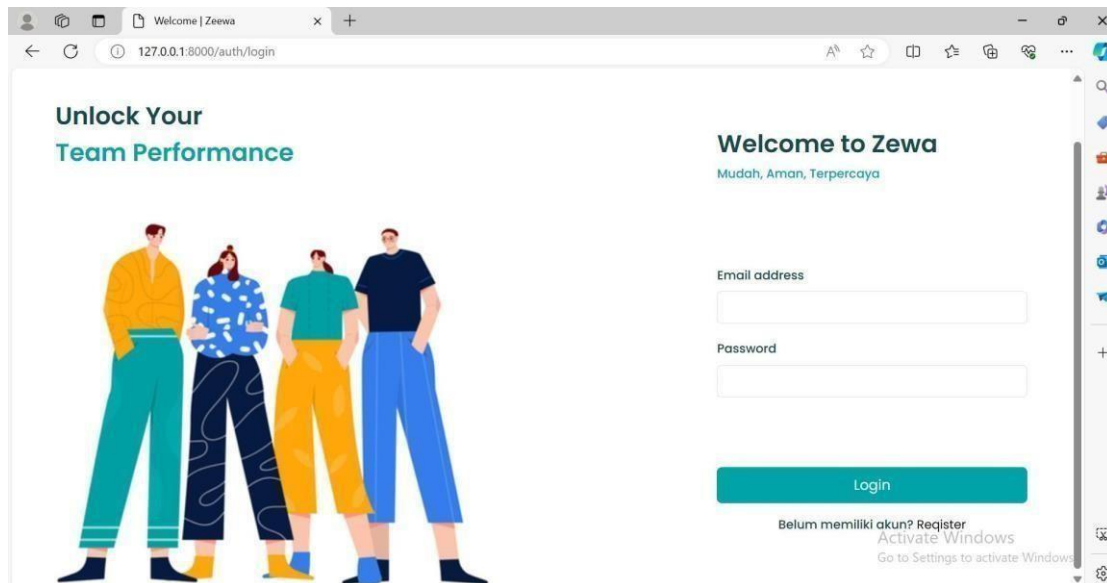 Welcome | Zeewa
127.0.0.1:8000/auth/login
Unlock Your
Team Performance
Welcome to Zewa
Mudah, Aman, Terpercaya
Email address
Password
Login
Belum memiliki akun? Register
Activate Windows
Go to Settings to activate Windows